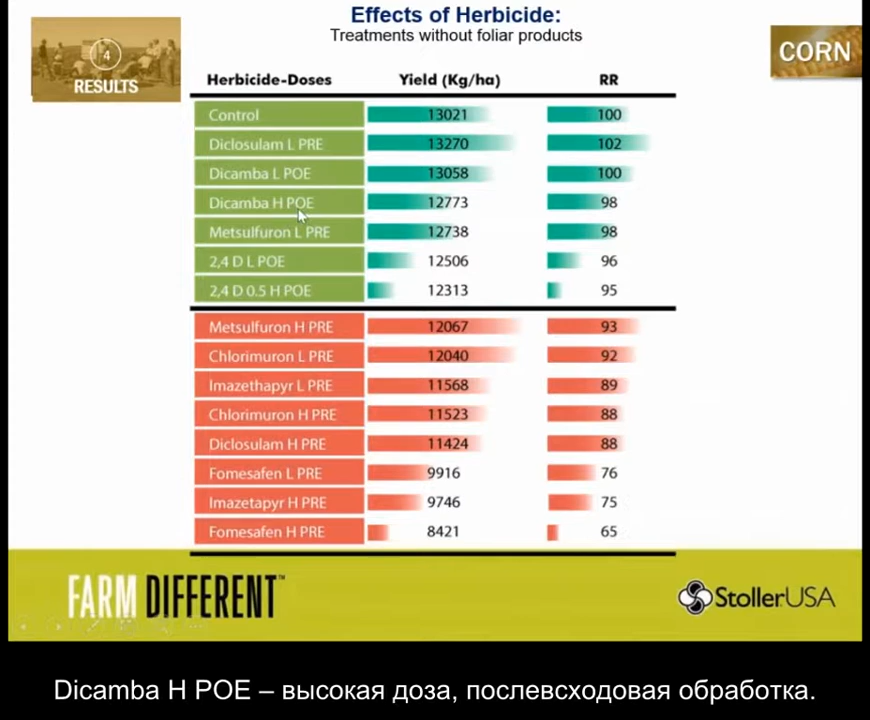 Effects of Herbicide:
Treatments without foliar products
4
RESULTS
CORN
Herbicide-Doses Yield (Kg/ha) RR
Control 13021 100
Diclosulam L PRE 13270 102
Dicamba L POE 13058 100
Dicamba H POE 12773 98
Metsulfuron L PRE 12738 98
2,4 D L POE 12506 96
2,4 D 0.5 H POE 12313 95
Metsulfuron H PRE 12067 93
Chlorimuron L PRE 12040 92
Imazethapyr L PRE 11568 89
Chlorimuron H PRE 11523 88
Diclosulam H PRE 11424 88
Fomesafen L PRE 9916 76
Imazetapyr H PRE 9746 75
Fomesafen H PRE 8421 65
FARM DIFFERENT™
StollerUSA
Dicamba H POE – высокая доза, послевсходовая обработка.